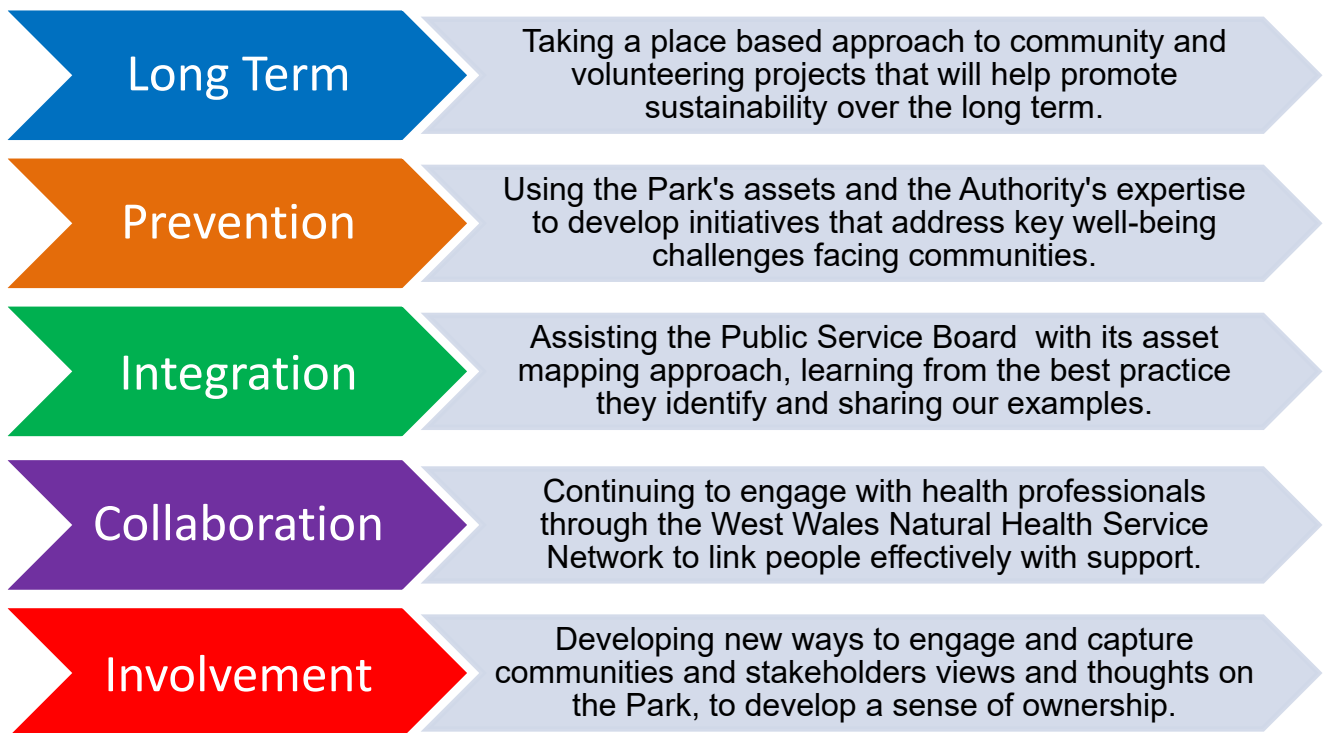 Long Term
Taking a place based approach to community and
volunteering projects that will help promote
sustainability over the long term.
Prevention
Using the Park's assets and the Authority's expertise
to develop initiatives that address key well-being
challenges facing communities.
Integration
Assisting the Public Service Board  with its asset
mapping approach, learning from the best practice
they identify and sharing our examples.
Collaboration
Continuing to engage with health professionals
through the West Wales Natural Health Service
Network to link people effectively with support.
Involvement
Developing new ways to engage and capture
communities and stakeholders views and thoughts on
the Park, to develop a sense of ownership.